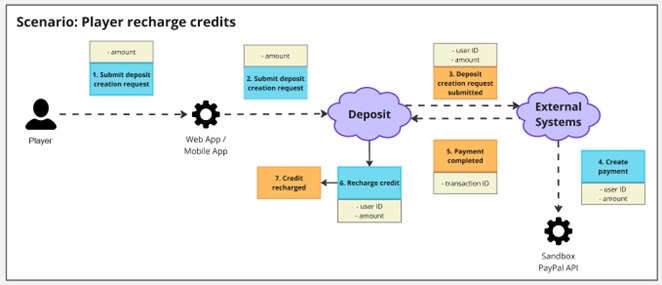 Scenario: Player recharge credits
- amount
1. Submit deposit
creation request
- amount
2. Submit deposit
creation request
- user ID
- amount
3. Deposit
creation request
submitted
Player
Web App /
Mobile App
Deposit
External
Systems
5. Payment
completed
- transaction ID
4. Create
payment
- user ID
- amount
7. Credit
recharged
6. Recharge credit
- user ID
- amount
Sandbox
PayPal API